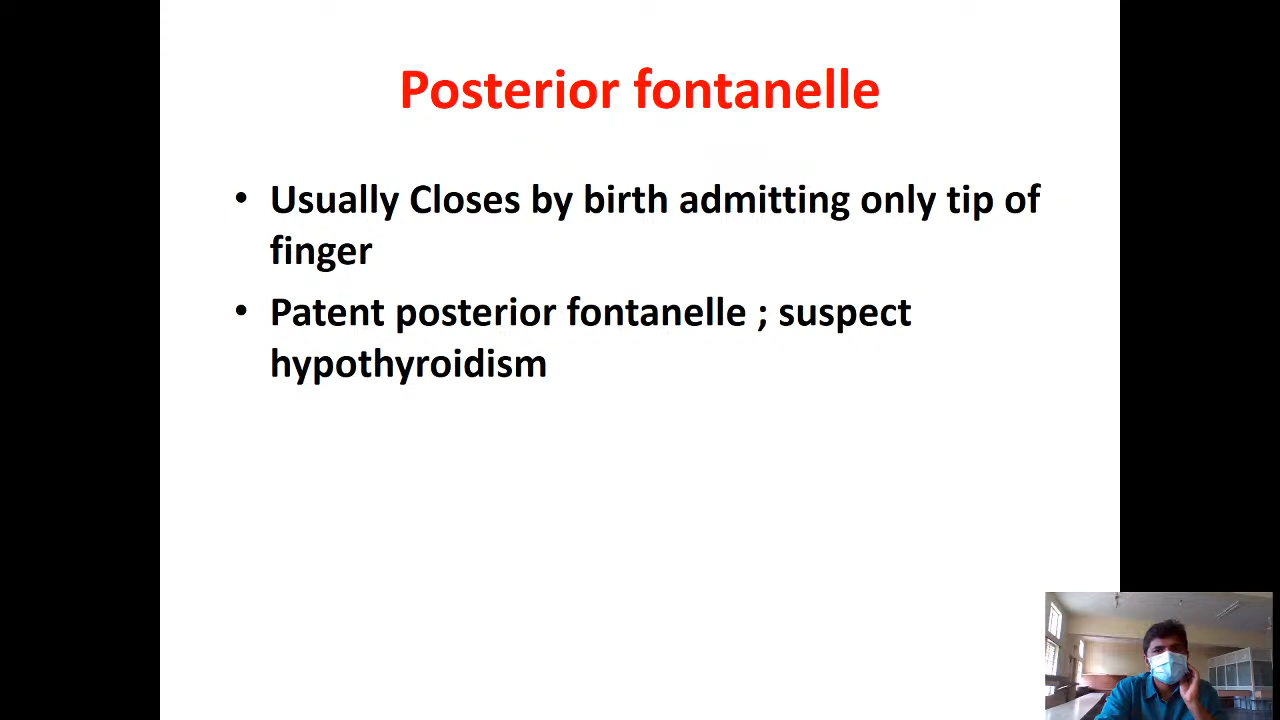 Posterior fontanelle
• Usually Closes by birth admitting only tip of
finger
• Patent posterior fontanelle ; suspect
hypothyroidism